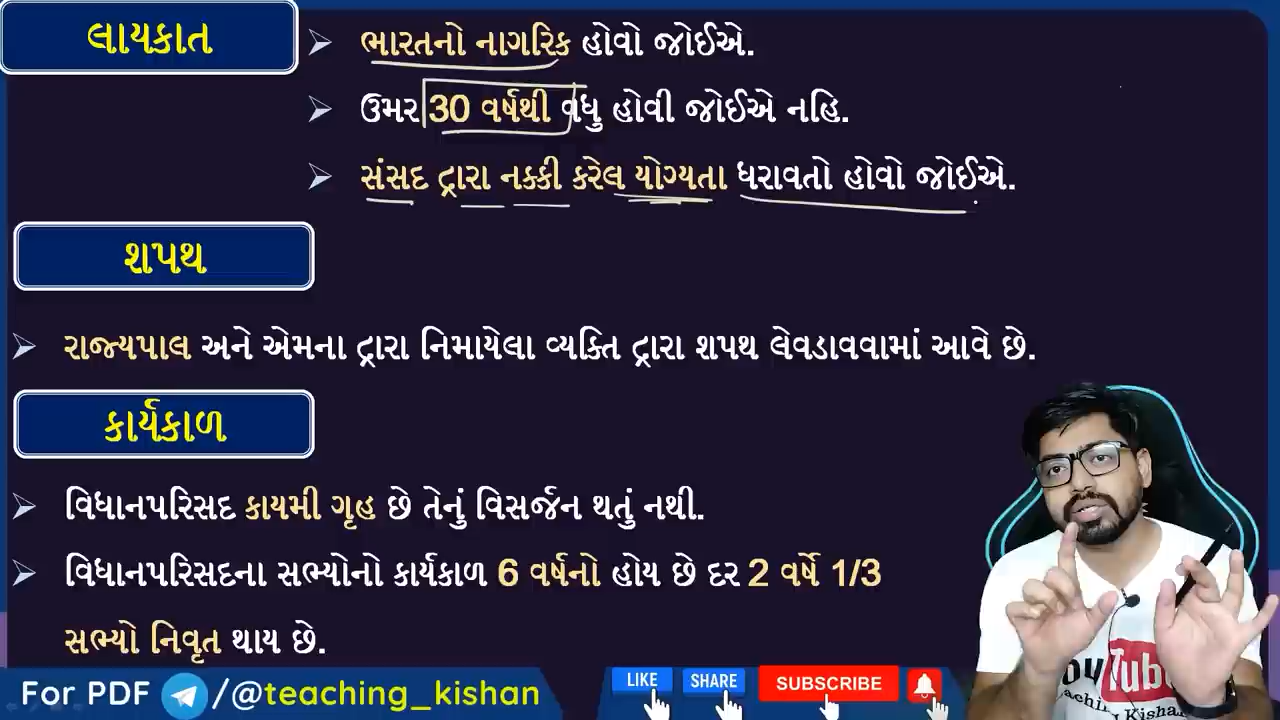 લાયકાત
ભારતનો નાગરિક હોવો જોઈએ.
ઉમર 30 વર્ષથી વધુ હોવી જોઈએ નહિ.
સંસદ દ્રારા નક્કી કરેલ યોગ્યતા ધરાવતો હોવો જોઈએ.
શપથ
રાજ્યપાલ અને એમના દ્રારા નિમાયેલા વ્યક્તિ દ્રારા શપથ લેવડાવવામાં આવે છે.
કાર્યકાળ
વિધાનપરિસદ કાયમી ગૃહ છે તેનું વિસર્જન થતું નથી.
વિધાનપરિસદના સભ્યોનો કાર્યકાળ 6 વર્ષનો હોય છે દર 2 વર્ષે 1/3
સભ્યો નિવૃત થાય છે.
For PDF /@teaching_kishan
LIKE SHARE SUBSCRIBE